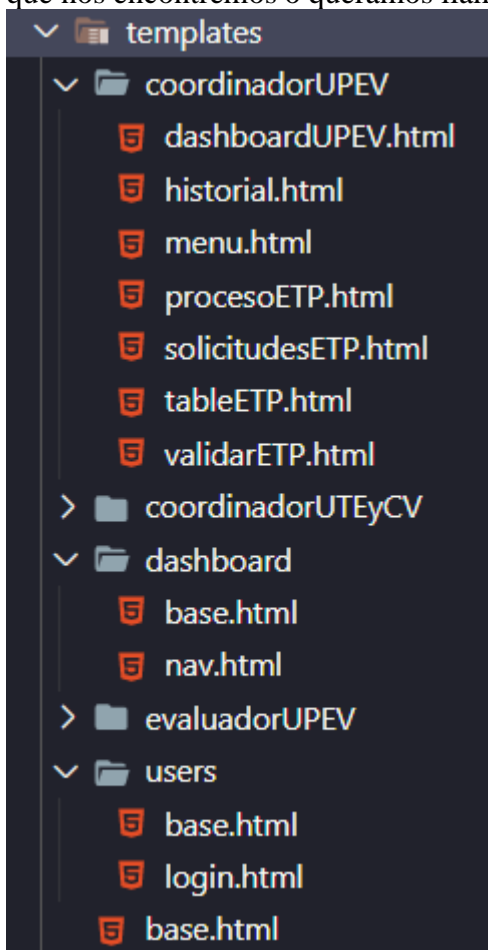 templates
coordinadorUPEV
dashboardUPEV.html
historial.html
menu.html
procesoETP.html
solicitudesETP.html
tableETP.html
validarETP.html
coordinadorUTEyCV
dashboard
base.html
nav.html
evaluadorUPEV
users
base.html
login.html
base.html